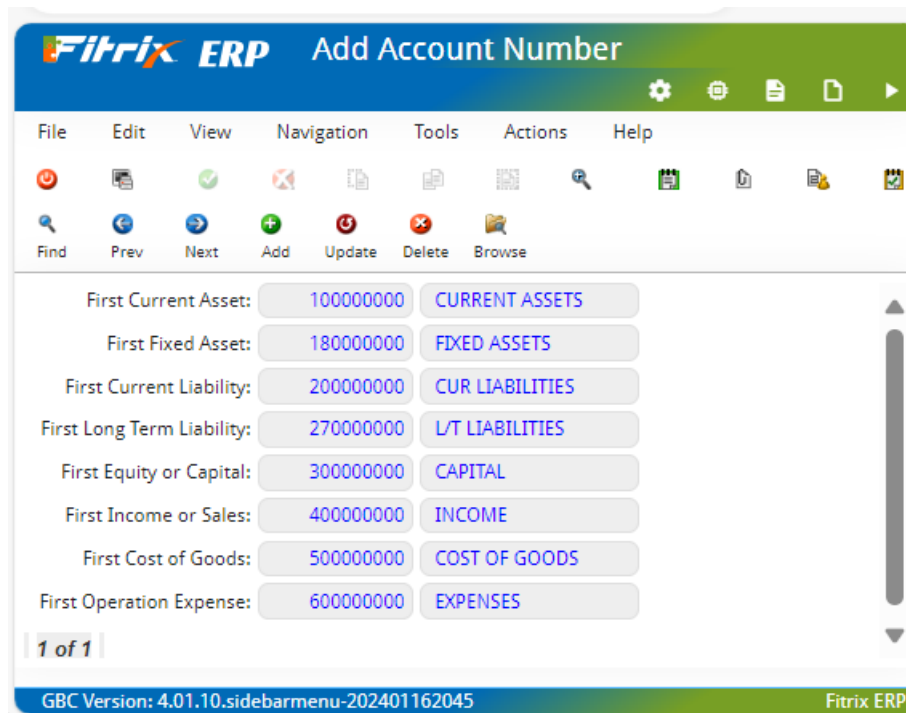 Fitrix ERP Add Account Number
File Edit View Navigation Tools Actions Help
Find Prev Next Add Update Delete Browse
First Current Asset: 100000000 CURRENT ASSETS
First Fixed Asset: 180000000 FIXED ASSETS
First Current Liability: 200000000 CUR LIABILITIES
First Long Term Liability: 270000000 L/T LIABILITIES
First Equity or Capital: 300000000 CAPITAL
First Income or Sales: 400000000 INCOME
First Cost of Goods: 500000000 COST OF GOODS
First Operation Expense: 600000000 EXPENSES
1 of 1
GBC Version: 4.01.10.sidebarmenu-202401162045 Fitrix ERP